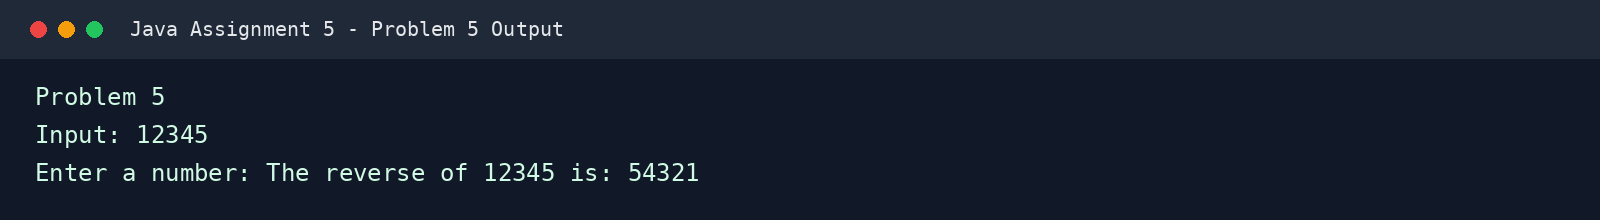 Java Assignment 5 - Problem 5 Output
Problem 5
Input: 12345
Enter a number: The reverse of 12345 is: 54321